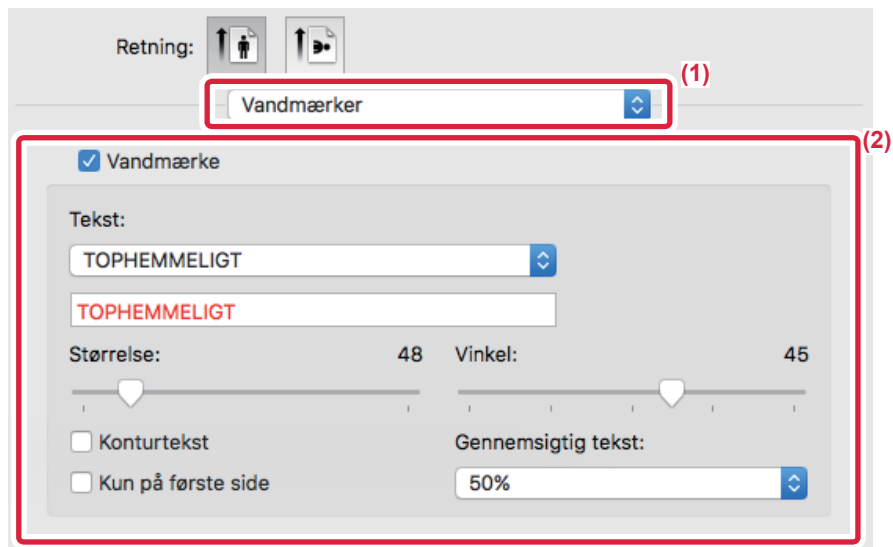 Retning:
(1)
Vandmærker
(2)
Vandmærke
Tekst:
TOPHEMMELIGT
TOPHEMMELIGT
Størrelse: 48 Vinkel: 45
Konturtekst Gennemsigtig tekst:
Kun på første side 50%